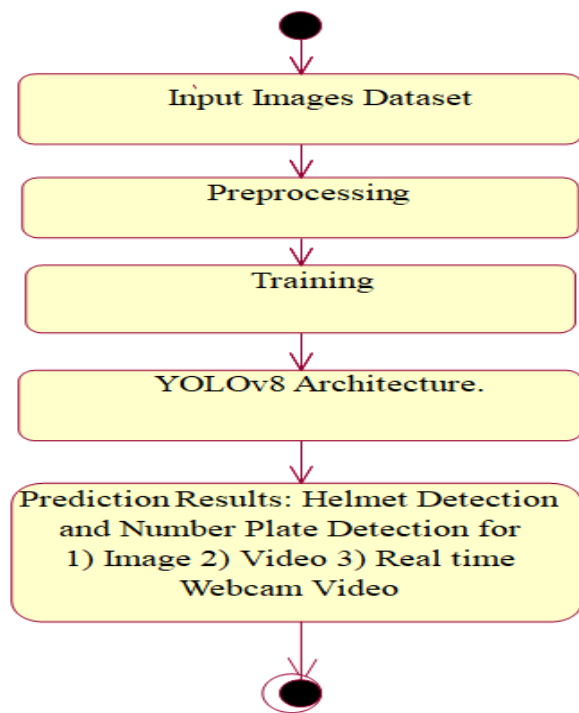 Input Images Dataset
Preprocessing
Training
YOLOv8 Architecture.
Prediction Results: Helmet Detection
and Number Plate Detection for
1) Image 2) Video 3) Real time
Webcam Video